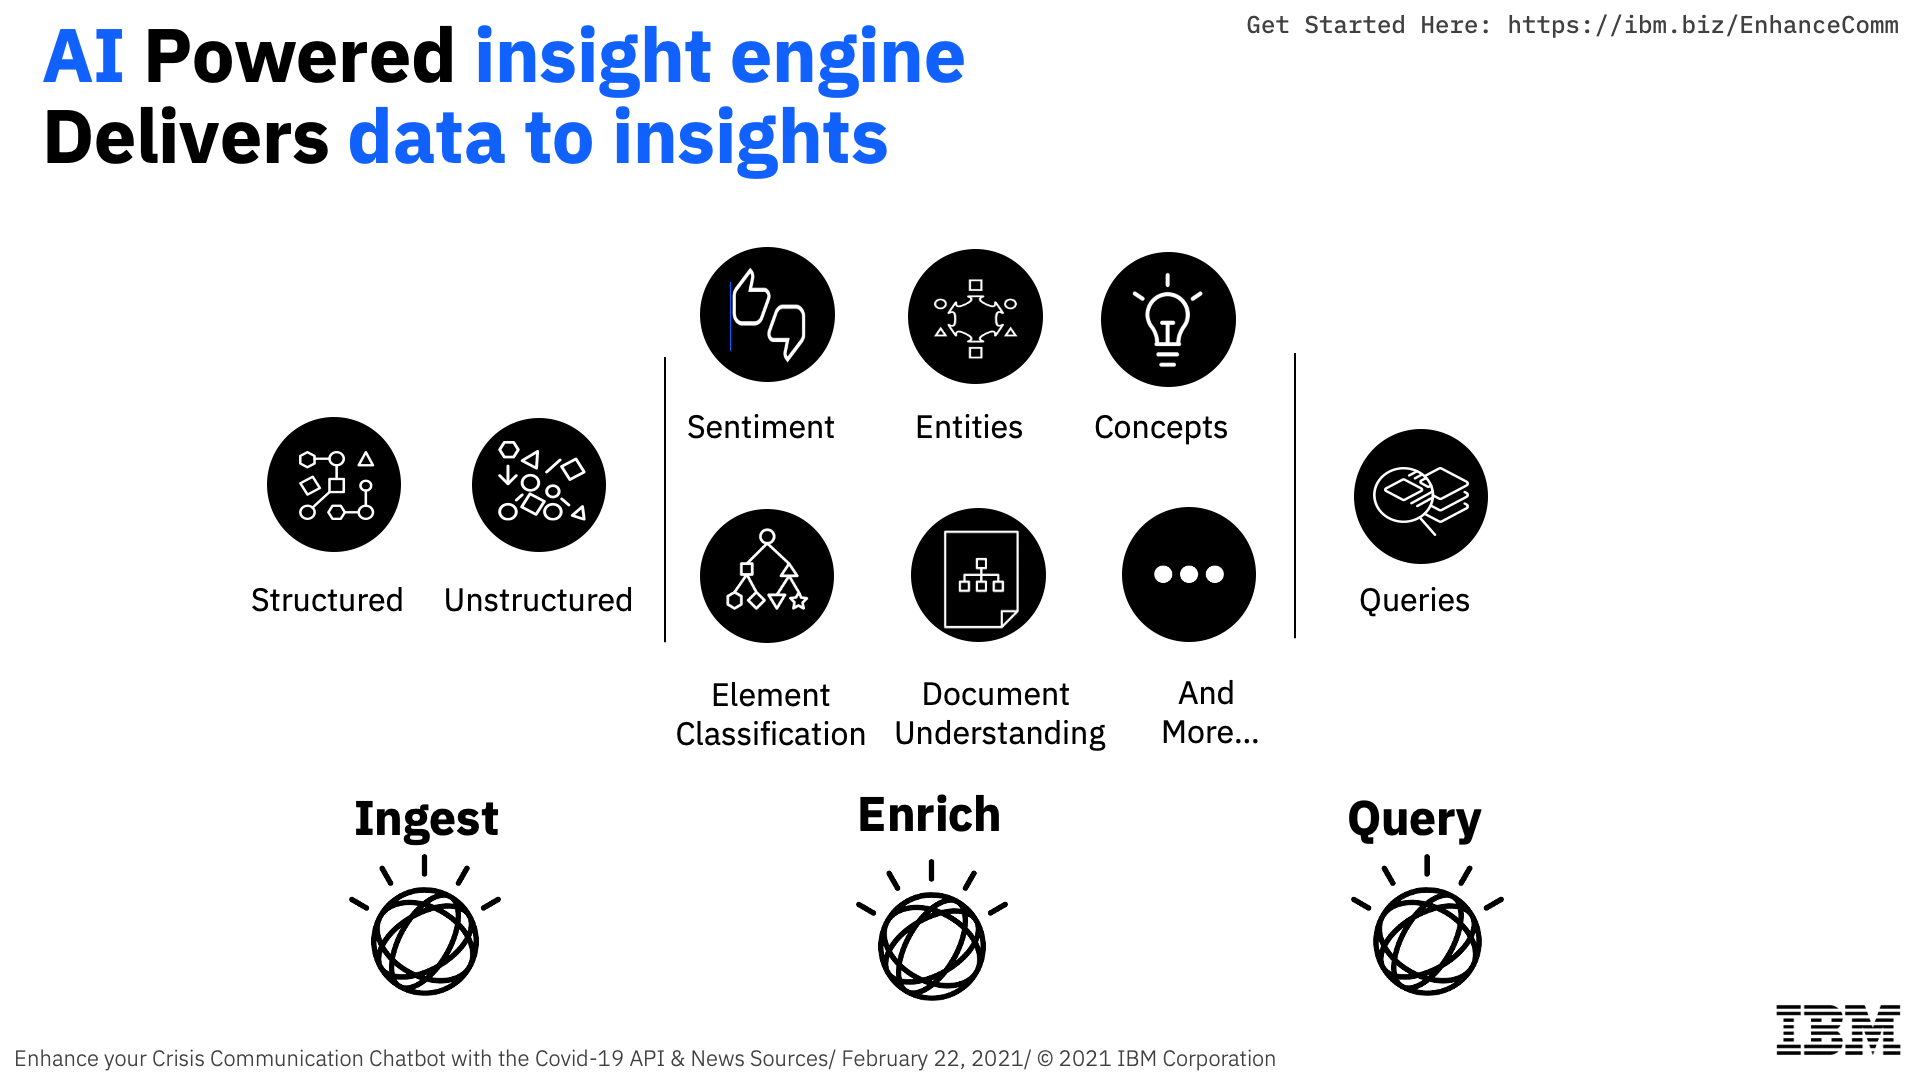 Get Started Here: https://ibm.biz/EnhanceComm
AI Powered insight engine
Delivers data to insights
Structured
Unstructured
Sentiment
Entities
Concepts
Element
Classification
Document
Understanding
And
More...
Queries
Ingest
Enrich
Query
IBM
Enhance your Crisis Communication Chatbot with the Covid-19 API & News Sources/ February 22, 2021/ © 2021 IBM Corporation